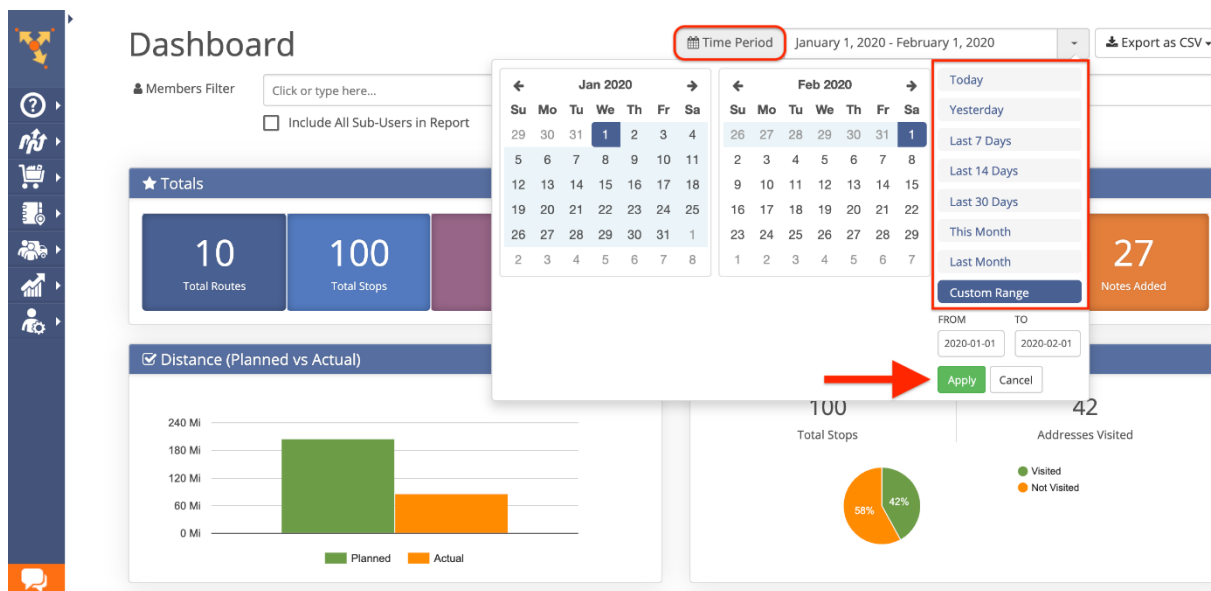 Dashboard
Time Period
January 1, 2020 - February 1, 2020
Export as CSV
Members Filter
Click or type here...
Include All Sub-Users in Report
Jan 2020
Su Mo Tu We Th Fr Sa
29 30 31 1 2 3 4
5 6 7 8 9 10 11
12 13 14 15 16 17 18
19 20 21 22 23 24 25
26 27 28 29 30 31 1
2 3 4 5 6 7 8
Feb 2020
Su Mo Tu We Th Fr Sa
26 27 28 29 30 31 1
2 3 4 5 6 7 8
9 10 11 12 13 14 15
16 17 18 19 20 21 22
23 24 25 26 27 28 29
1 2 3 4 5 6 7
Today
Yesterday
Last 7 Days
Last 14 Days
Last 30 Days
This Month
Last Month
Custom Range
FROM TO
2020-01-01 2020-02-01
Apply Cancel
Totals
10
Total Routes
100
Total Stops
27
Notes Added
Distance (Planned vs Actual)
240 Mi
180 Mi
120 Mi
60 Mi
0 Mi
Planned Actual
100
Total Stops
42
Addresses Visited
Visited
Not Visited
58%
42%